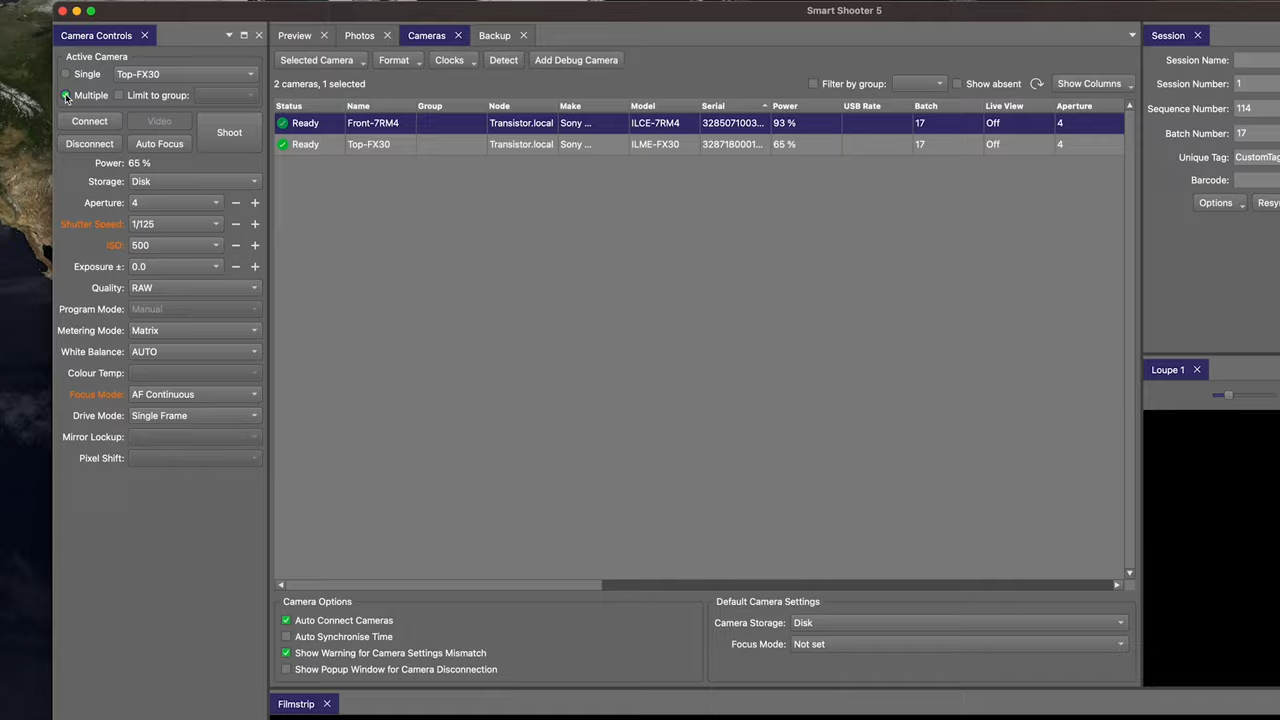 Smart Shooter 5
Camera Controls
Active Camera
Single Top-FX30
Multiple Limit to group:
Connect Video Shoot
Disconnect Auto Focus
Power: 65 %
Storage: Disk
Aperture: 4
Shutter Speed: 1/125
ISO: 500
Exposure ±: 0.0
Quality: RAW
Program Mode: Manual
Metering Mode: Matrix
White Balance: AUTO
Colour Temp:
Focus Mode: AF Continuous
Drive Mode: Single Frame
Mirror Lockup:
Pixel Shift:
Preview Photos Cameras Backup
Selected Camera Format Clocks Detect Add Debug Camera
2 cameras, 1 selected Filter by group: Show absent Show Columns
Status Name Group Node Make Model Serial Power USB Rate Batch Live View Aperture
Ready Front-7RM4 Transistor.local Sony ... ILCE-7RM4 3285071003... 93 % 17 Off 4
Ready Top-FX30 Transistor.local Sony ... ILME-FX30 3287180001... 65 % 17 Off 4
Camera Options
Auto Connect Cameras
Auto Synchronise Time
Show Warning for Camera Settings Mismatch
Show Popup Window for Camera Disconnection
Default Camera Settings
Camera Storage: Disk
Focus Mode: Not set
Session
Session Name:
Session Number: 1
Sequence Number: 114
Batch Number: 17
Unique Tag: CustomTag
Barcode:
Options Resy
Loupe 1
Filmstrip